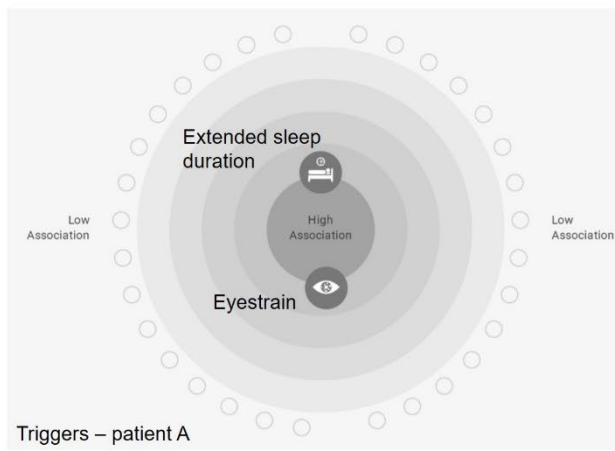 Extended sleep
duration
Low
Association
High
Association
Low
Association
Eyestrain
Triggers – patient A